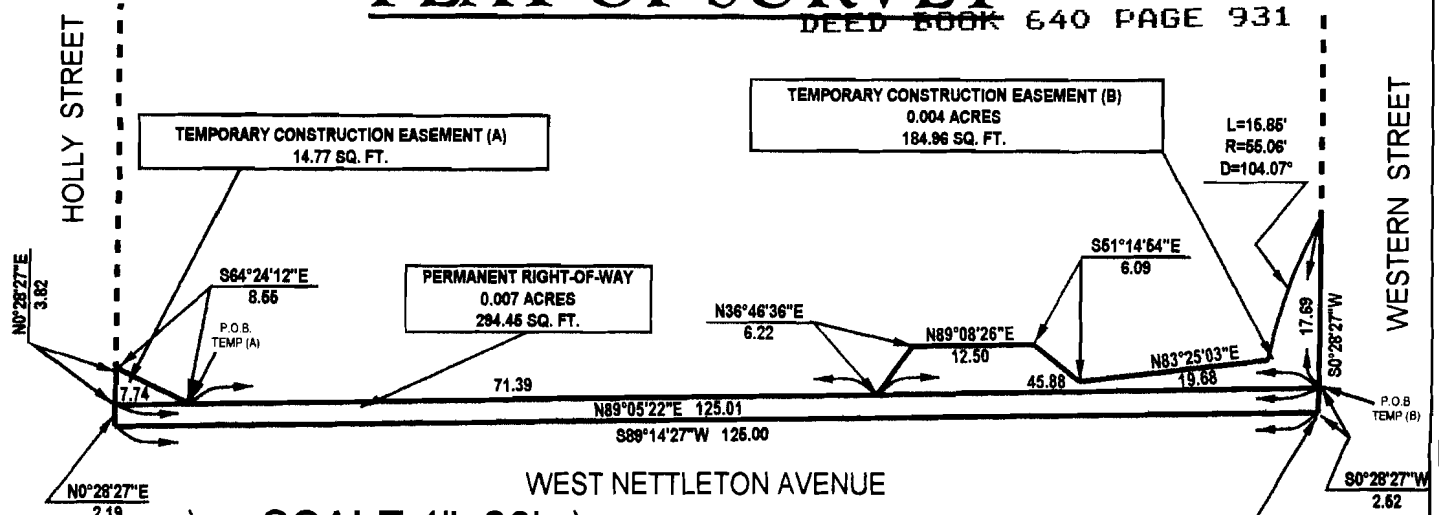 PLAT OF SURVEY
DEED BOOK 640 PAGE 931
HOLLY STREET
TEMPORARY CONSTRUCTION EASEMENT (A)
14.77 SQ. FT.
TEMPORARY CONSTRUCTION EASEMENT (B)
0.004 ACRES
184.96 SQ. FT.
L=15.85'
R=55.06'
D=104.07°
WESTERN STREET
N0°28'27"E
3.82
S64°24'12"E
8.55
P.O.B.
TEMP (A)
PERMANENT RIGHT-OF-WAY
0.007 ACRES
294.45 SQ. FT.
N36°46'36"E
6.22
N89°08'26"E
12.50
S51°14'54"E
6.09
N83°25'03"E
19.68
17.69
S0°28'27"W
7.74
71.39
45.88
N89°05'22"E 125.01
S89°14'27"W 125.00
P.O.B
TEMP (B)
WEST NETTLETON AVENUE
N0°28'27"E
2.19
S0°28'27"W
2.52